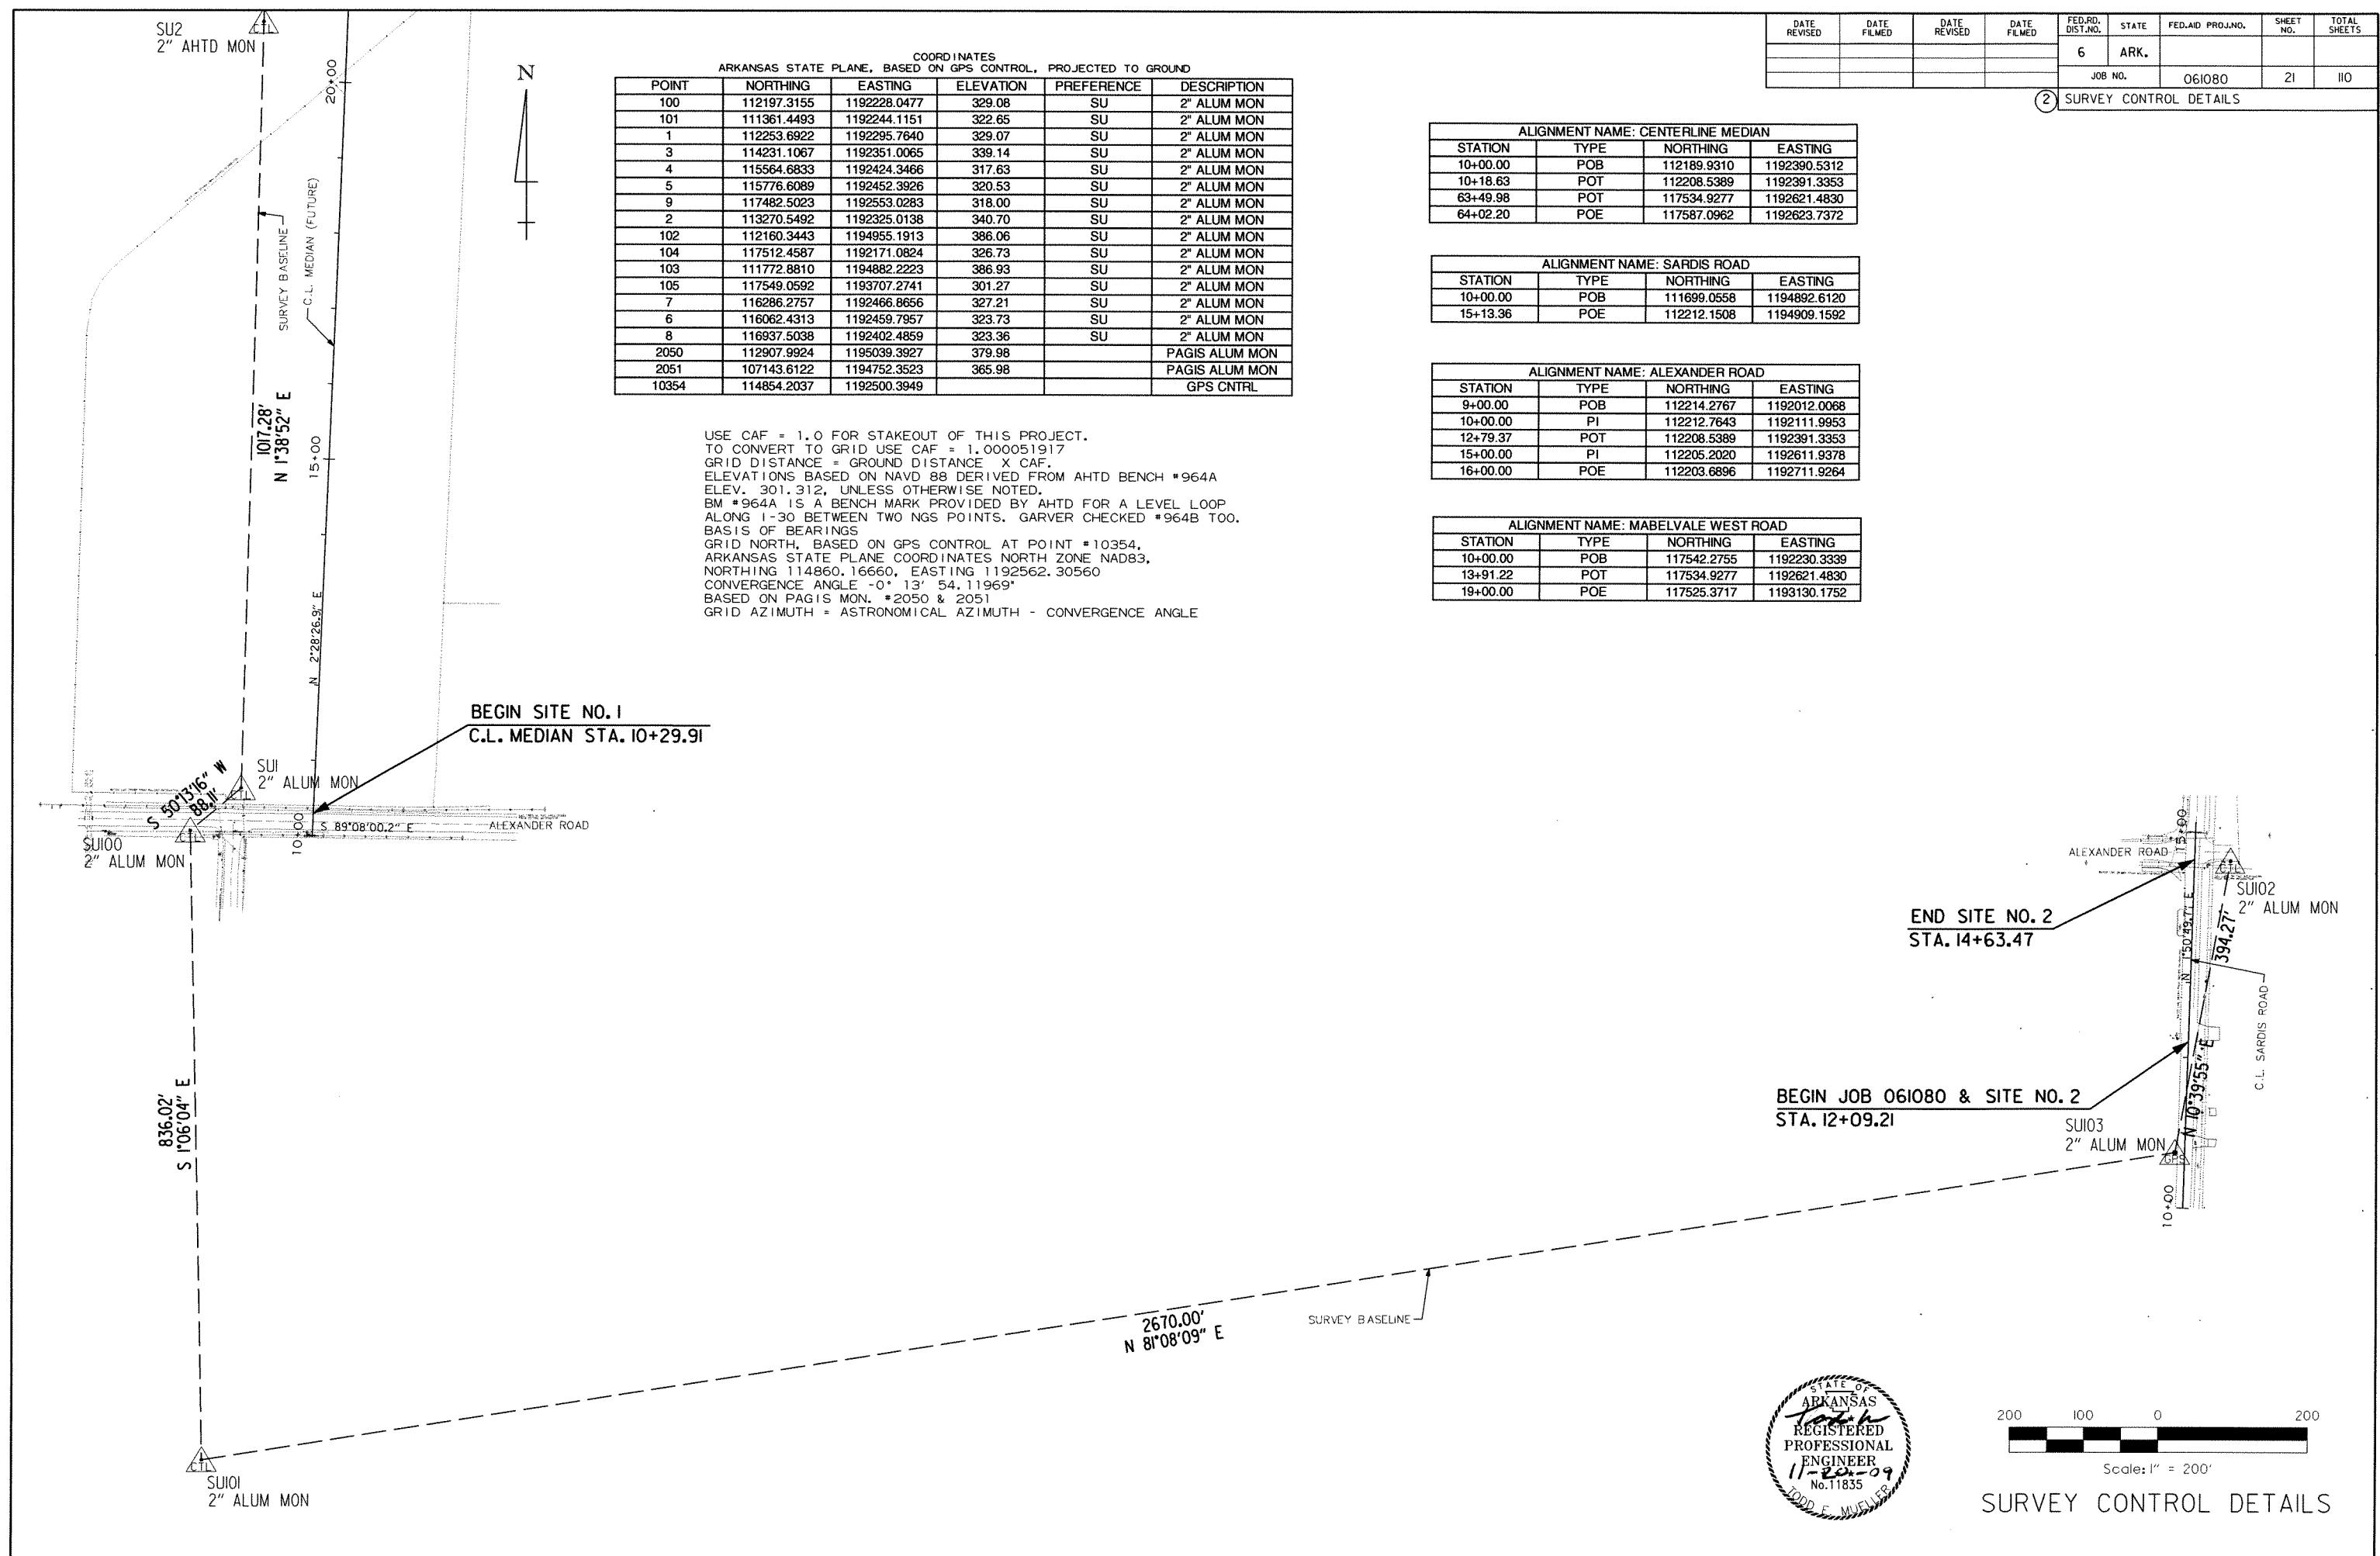 DATE REVISED DATE FILMED DATE REVISED DATE FILMED FED.RD. DIST.NO. STATE FED.AID PROJ.NO. SHEET NO. TOTAL SHEETS
6 ARK.
JOB NO. 061080 21 110
2 SURVEY CONTROL DETAILS
SU2
2" AHTD MON
20+00
SURVEY BASELINE
C.L. MEDIAN (FUTURE)
1017.28'
N 1°38'52" E
15+00
N 2°28'26.9" E
N
COORDINATES
ARKANSAS STATE PLANE, BASED ON GPS CONTROL, PROJECTED TO GROUND
POINT NORTHING EASTING ELEVATION PREFERENCE DESCRIPTION
100 112197.3155 1192228.0477 329.08 SU 2" ALUM MON
101 111361.4493 1192244.1151 322.65 SU 2" ALUM MON
1 112253.6922 1192295.7640 329.07 SU 2" ALUM MON
3 114231.1067 1192351.0065 339.14 SU 2" ALUM MON
4 115564.6833 1192424.3466 317.63 SU 2" ALUM MON
5 115776.6089 1192452.3926 320.53 SU 2" ALUM MON
9 117482.5023 1192553.0283 318.00 SU 2" ALUM MON
2 113270.5492 1192325.0138 340.70 SU 2" ALUM MON
102 112160.3443 1194955.1913 386.06 SU 2" ALUM MON
104 117512.4587 1192171.0824 326.73 SU 2" ALUM MON
103 111772.8810 1194882.2223 386.93 SU 2" ALUM MON
105 117549.0592 1193707.2741 301.27 SU 2" ALUM MON
7 116286.2757 1192466.8656 327.21 SU 2" ALUM MON
6 116062.4313 1192459.7957 323.73 SU 2" ALUM MON
8 116937.5038 1192402.4859 323.36 SU 2" ALUM MON
2050 112907.9924 1195039.3927 379.98 PAGIS ALUM MON
2051 107143.6122 1194752.3523 365.98 PAGIS ALUM MON
10354 114854.2037 1192500.3949 GPS CNTRL
USE CAF = 1.0 FOR STAKEOUT OF THIS PROJECT.
TO CONVERT TO GRID USE CAF = 1.000051917
GRID DISTANCE = GROUND DISTANCE X CAF.
ELEVATIONS BASED ON NAVD 88 DERIVED FROM AHTD BENCH #964A
ELEV. 301.312, UNLESS OTHERWISE NOTED.
BM #964A IS A BENCH MARK PROVIDED BY AHTD FOR A LEVEL LOOP
ALONG I-30 BETWEEN TWO NGS POINTS. GARVER CHECKED #964B TOO.
BASIS OF BEARINGS
GRID NORTH, BASED ON GPS CONTROL AT POINT #10354,
ARKANSAS STATE PLANE COORDINATES NORTH ZONE NAD83,
NORTHING 114860.16660, EASTING 1192562.30560
CONVERGENCE ANGLE -0° 13' 54.11969"
BASED ON PAGIS MON. #2050 & 2051
GRID AZIMUTH = ASTRONOMICAL AZIMUTH - CONVERGENCE ANGLE
ALIGNMENT NAME: CENTERLINE MEDIAN
STATION TYPE NORTHING EASTING
10+00.00 POB 112189.9310 1192390.5312
10+18.63 POT 112208.5389 1192391.3353
63+49.98 POT 117534.9277 1192621.4830
64+02.20 POE 117587.0962 1192623.7372
ALIGNMENT NAME: SARDIS ROAD
STATION TYPE NORTHING EASTING
10+00.00 POB 111699.0558 1194892.6120
15+13.36 POE 112212.1508 1194909.1592
ALIGNMENT NAME: ALEXANDER ROAD
STATION TYPE NORTHING EASTING
9+00.00 POB 112214.2767 1192012.0068
10+00.00 PI 112212.7643 1192111.9953
12+79.37 POT 112208.5389 1192391.3353
15+00.00 PI 112205.2020 1192611.9378
16+00.00 POE 112203.6896 1192711.9264
ALIGNMENT NAME: MABELVALE WEST ROAD
STATION TYPE NORTHING EASTING
10+00.00 POB 117542.2755 1192230.3339
13+91.22 POT 117534.9277 1192621.4830
19+00.00 POE 117525.3717 1193130.1752
BEGIN SITE NO. 1
C.L. MEDIAN STA. 10+29.91
SU1
2" ALUM MON
CTL
S 50°13'16" W
88.11'
SU100
2" ALUM MON
10+00
S 89°08'00.2" E
ALEXANDER ROAD
836.02'
S 1°06'04" E
CTL
SU101
2" ALUM MON
2670.00'
N 81°08'09" E
SURVEY BASELINE
15+00
ALEXANDER ROAD
SU102
2" ALUM MON
END SITE NO. 2
STA. 14+63.47
N 1°50'49.7" E
394.27'
C.L. SARDIS ROAD
N 10°39'55" E
BEGIN JOB 061080 & SITE NO. 2
STA. 12+09.21
SU103
2" ALUM MON
GPS
10+00
STATE OF
ARKANSAS
REGISTERED
PROFESSIONAL
ENGINEER
11-20-09
No.11835
TODD E. MUELLER
200 100 0 200
Scale: 1" = 200'
SURVEY CONTROL DETAILS